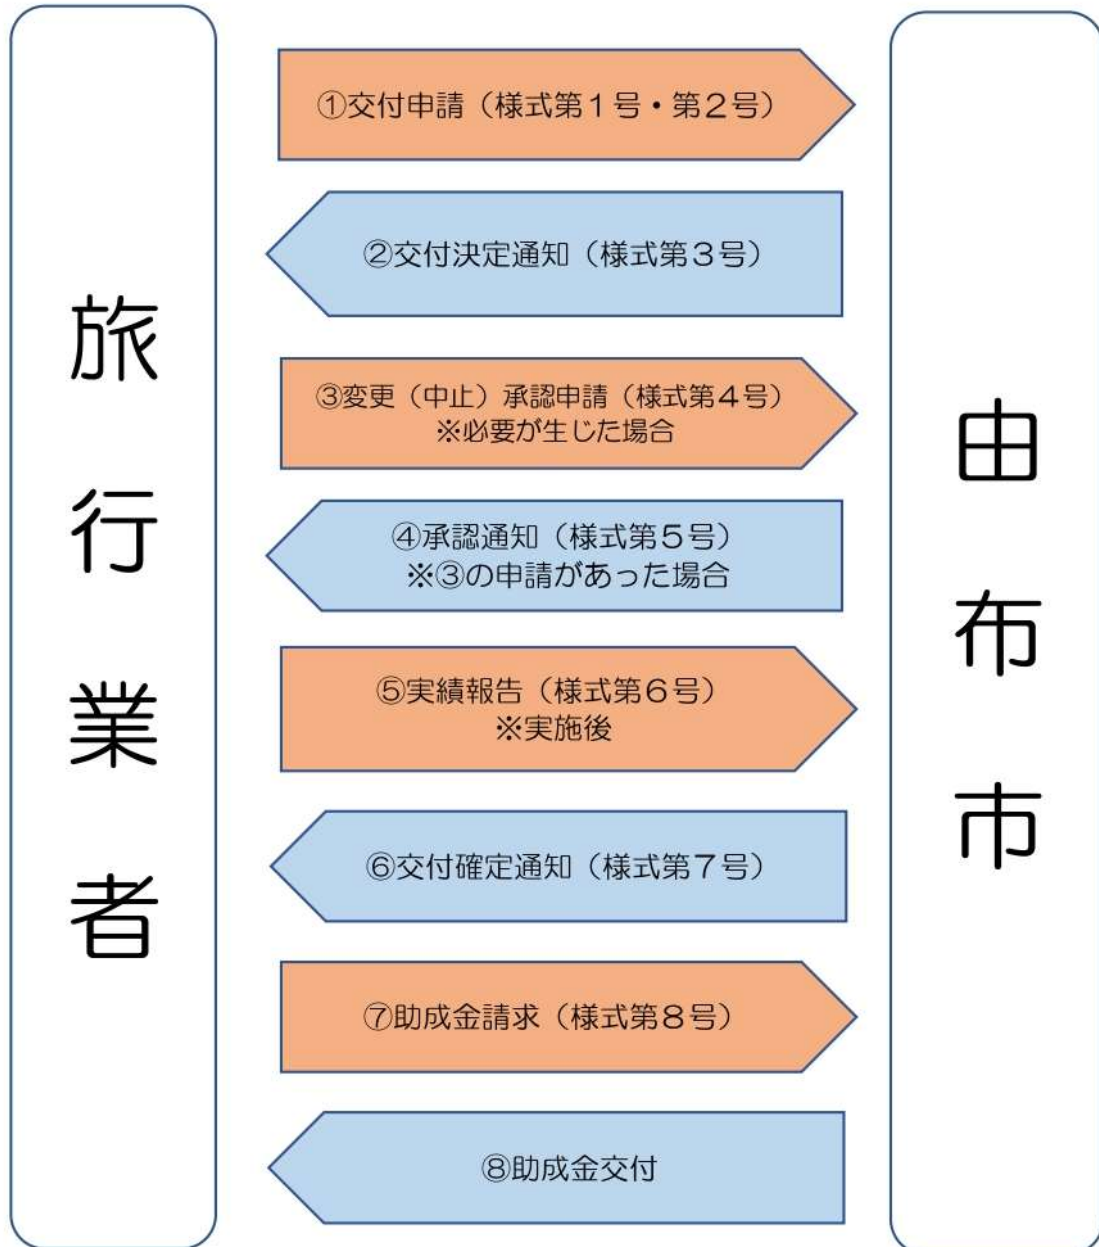 旅行業者
①交付申請（様式第１号・第２号）
②交付決定通知（様式第３号）
③変更（中止）承認申請（様式第４号）
※必要が生じた場合
④承認通知（様式第５号）
※③の申請があった場合
⑤実績報告（様式第６号）
※実施後
⑥交付確定通知（様式第７号）
⑦助成金請求（様式第８号）
⑧助成金交付
由布市